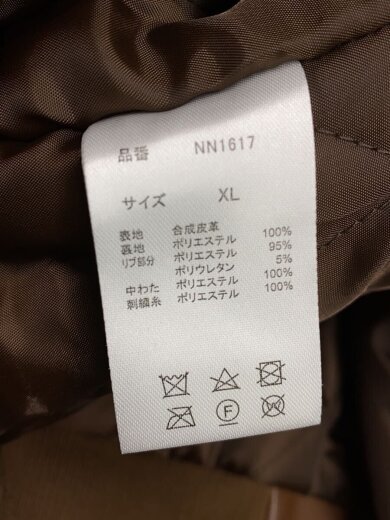 品番 NN1617
サイズ XL
表地 合成皮革 100%
裏地 ポリエステル 95%
リブ部分 ポリエステル 5%
ポリウレタン 100%
中わた ポリエステル 100%
刺繍糸 ポリエステル
F
W